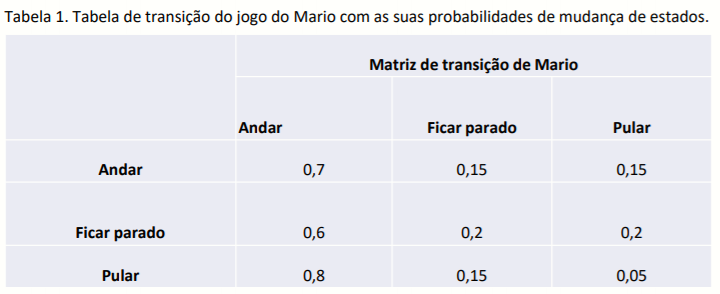 Tabela 1. Tabela de transição do jogo do Mario com as suas probabilidades de mudança de estados.
Matriz de transição de Mario
Andar Ficar parado Pular
Andar 0,7 0,15 0,15
Ficar parado 0,6 0,2 0,2
Pular 0,8 0,15 0,05